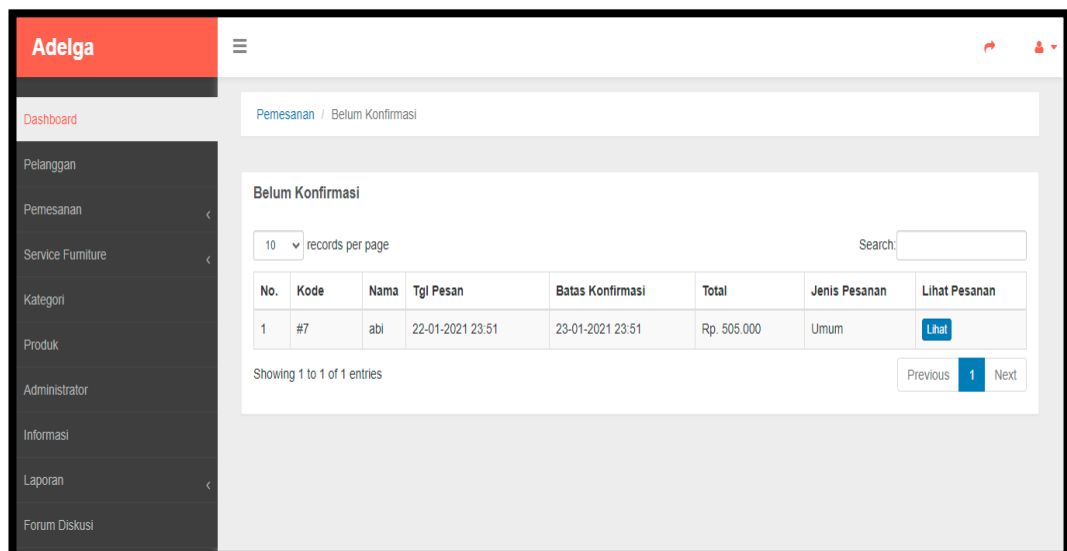 Adelga
Dashboard
Pelanggan
Pemesanan
Service Furniture
Kategori
Produk
Administrator
Informasi
Laporan
Forum Diskusi
Pemesanan / Belum Konfirmasi
Belum Konfirmasi
10 records per page Search:
No. Kode Nama Tgl Pesan Batas Konfirmasi Total Jenis Pesanan Lihat Pesanan
1 #7 abi 22-01-2021 23:51 23-01-2021 23:51 Rp. 505.000 Umum Lihat
Showing 1 to 1 of 1 entries Previous 1 Next